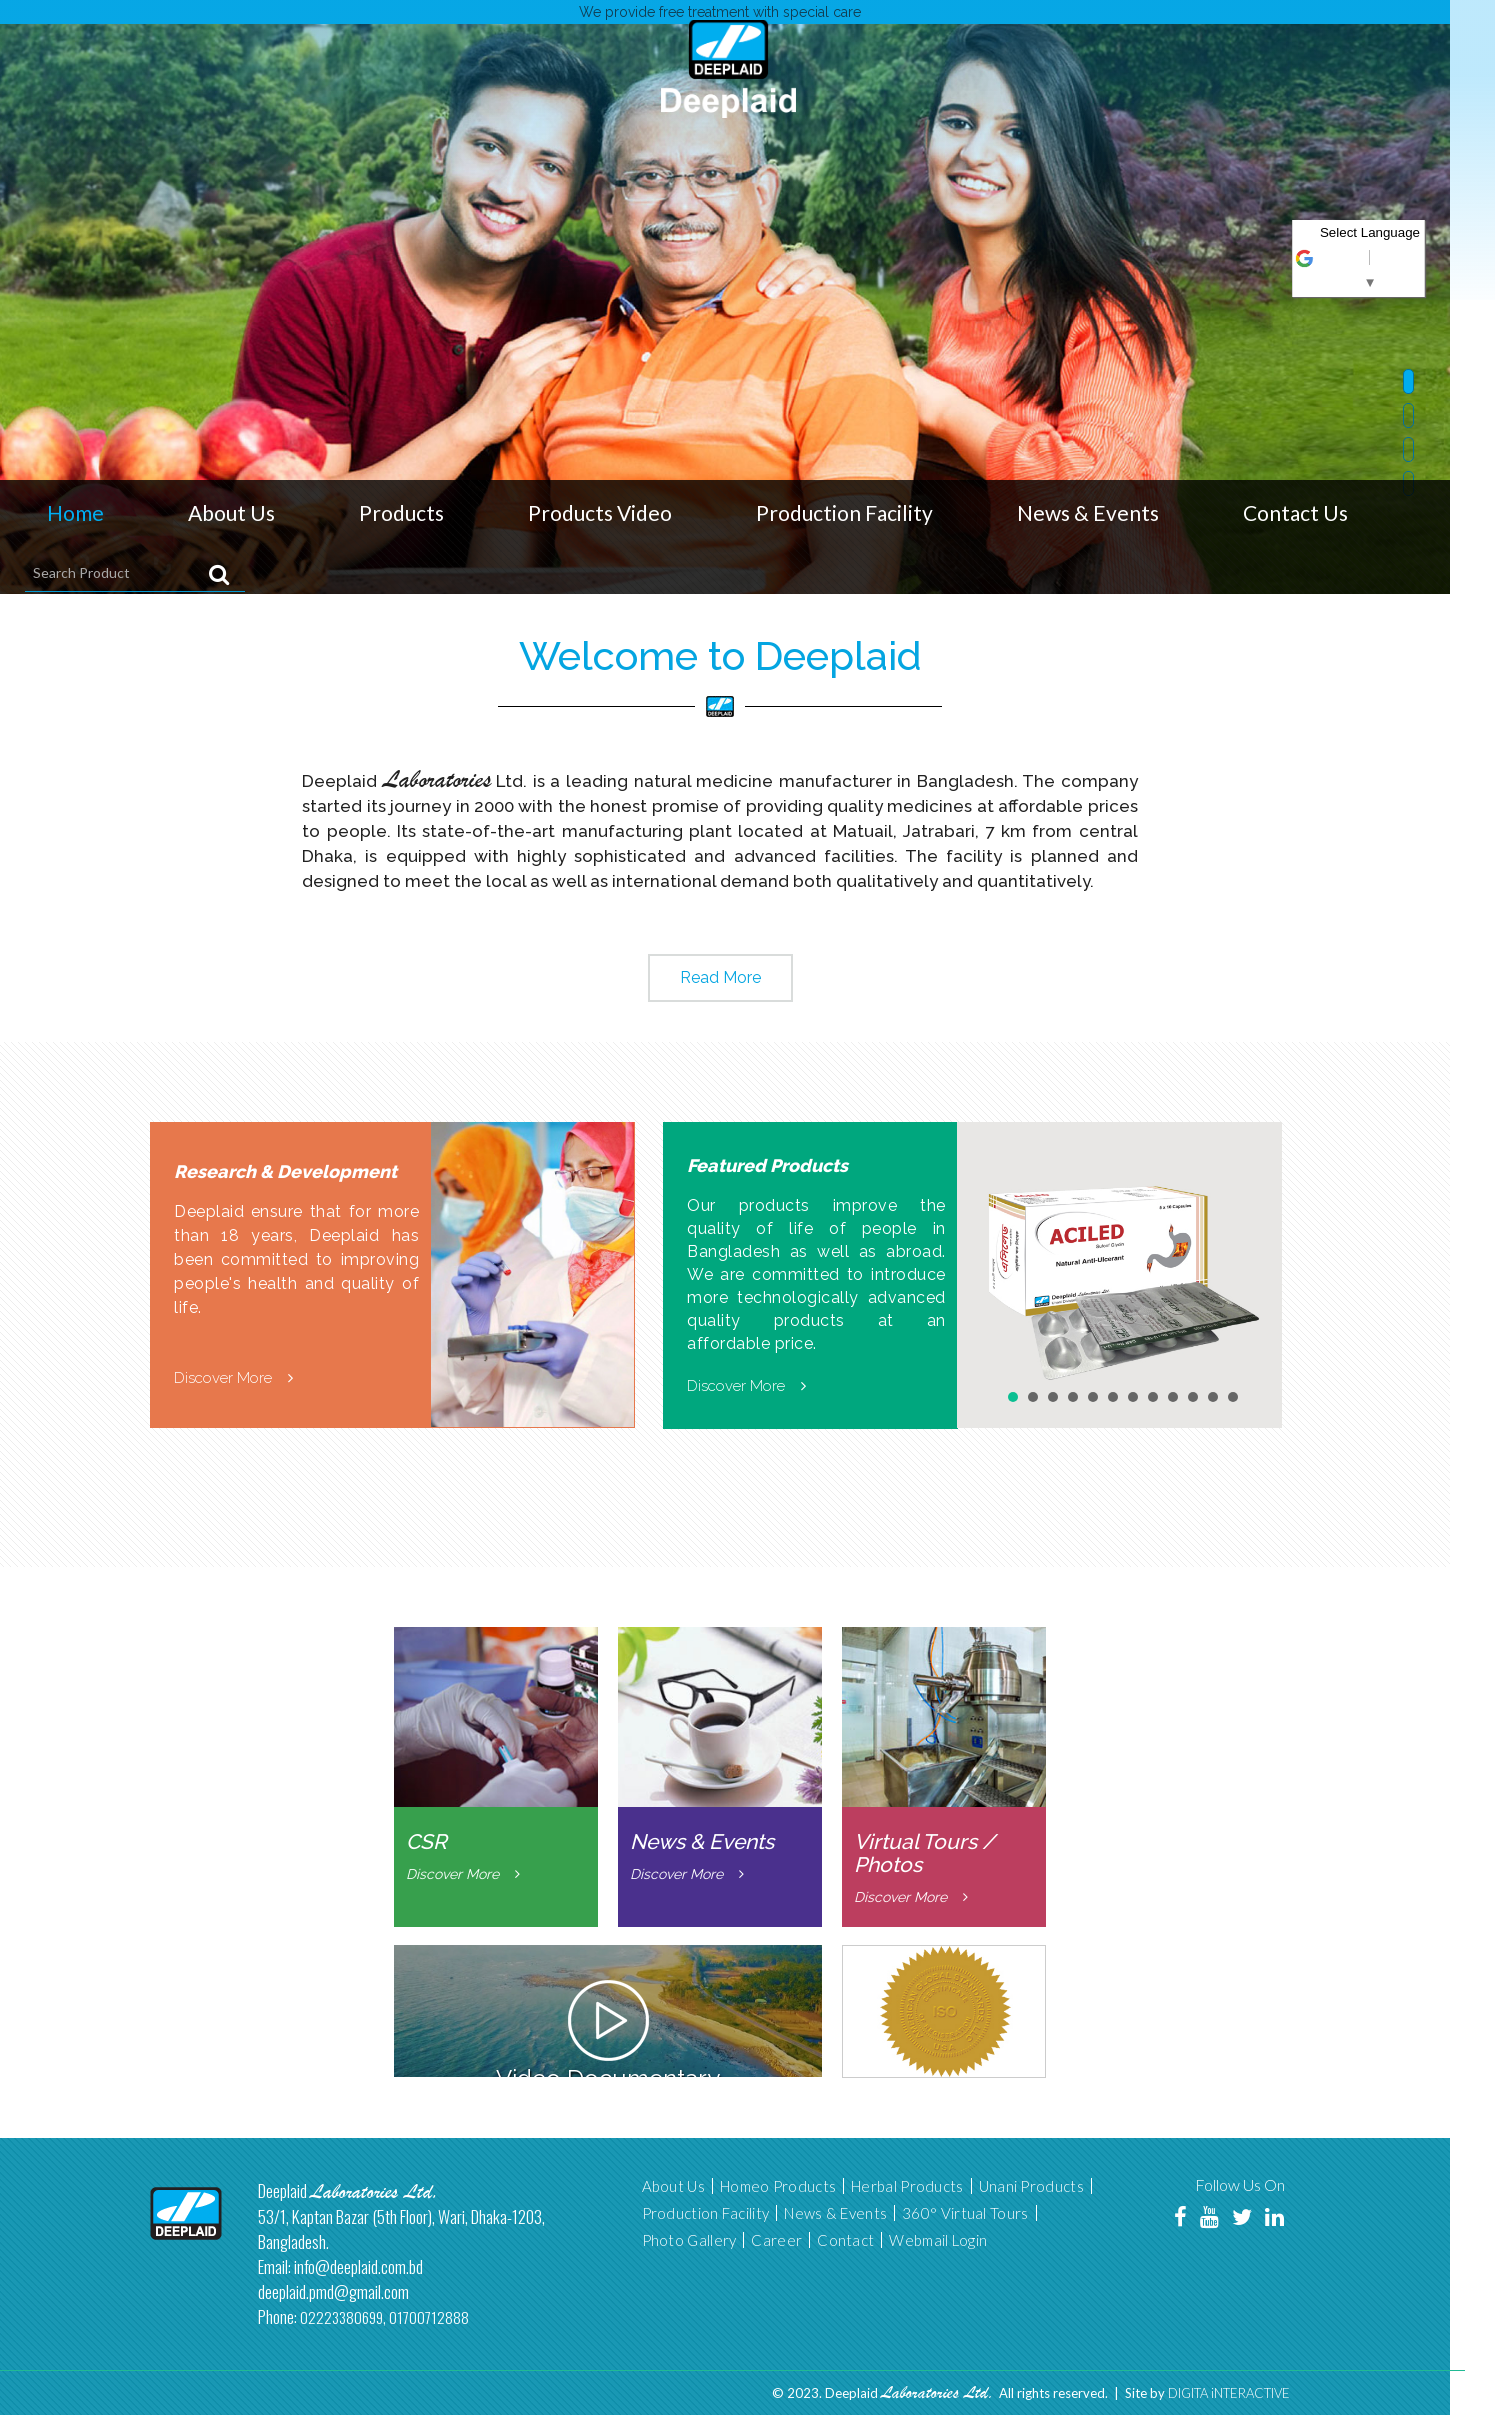 We provide free treatment with special care
DEEPLAID
Deeplaid
Select Language
▼
Home About Us Products Products Video Production Facility News & Events Contact Us
Search Product
Welcome to Deeplaid
DEEPLAID
Deeplaid Laboratories Ltd. is a leading natural medicine manufacturer in Bangladesh. The company
started its journey in 2000 with the honest promise of providing quality medicines at affordable prices
to people. Its state-of-the-art manufacturing plant located at Matuail, Jatrabari, 7 km from central
Dhaka, is equipped with highly sophisticated and advanced facilities. The facility is planned and
designed to meet the local as well as international demand both qualitatively and quantitatively.
Read More
Research & Development
Deeplaid ensure that for more
than 18 years, Deeplaid has
been committed to improving
people's health and quality of
life.
Discover More
Featured Products
Our products improve the
quality of life of people in
Bangladesh as well as abroad.
We are committed to introduce
more technologically advanced
quality products at an
affordable price.
Discover More
ACILED
ACILED
Natural Anti-Ulcerant
Deeplaid Laboratories Ltd.
CSR
Discover More
News & Events
Discover More
Virtual Tours /
Photos
Discover More
Video Documentary
ISO
USA
DEEPLAID
Deeplaid Laboratories Ltd.
53/1, Kaptan Bazar (5th Floor), Wari, Dhaka-1203,
Bangladesh.
Email: info@deeplaid.com.bd
deeplaid.pmd@gmail.com
Phone: 02223380699, 01700712888
About Us | Homeo Products | Herbal Products | Unani Products |
Production Facility | News & Events | 360° Virtual Tours |
Photo Gallery | Career | Contact | Webmail Login
Follow Us On
You Tube
© 2023. Deeplaid Laboratories Ltd. All rights reserved. | Site by DIGITA iNTERACTIVE